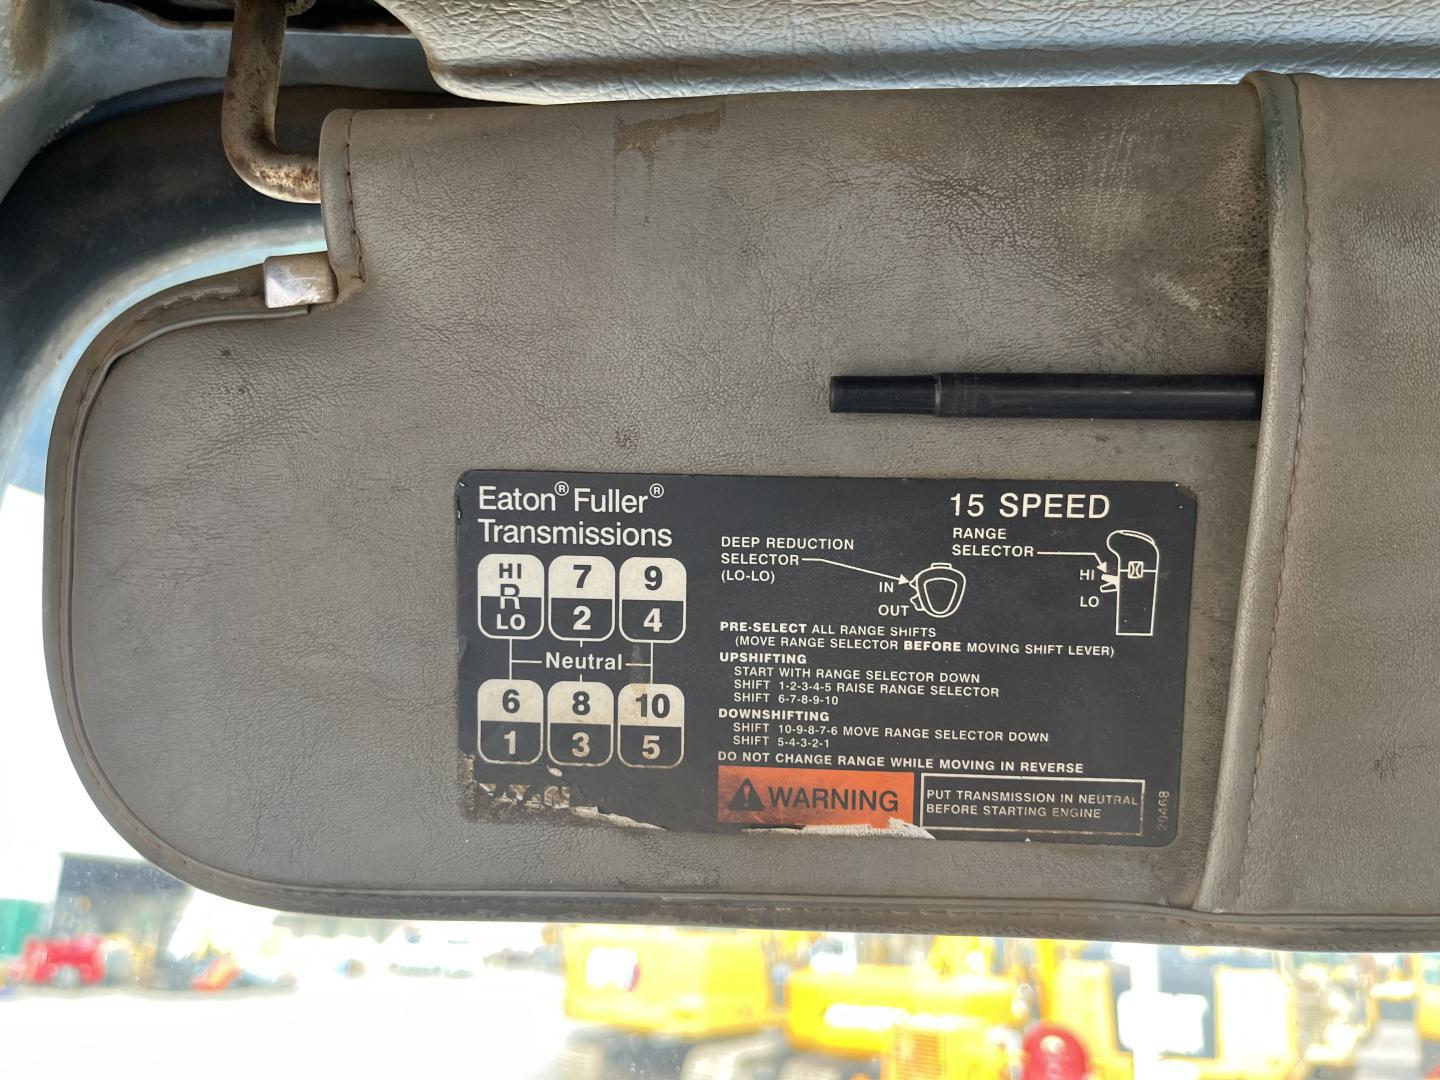 Eaton® Fuller®
Transmissions
HI
R
LO
7
2
9
4
Neutral
6
1
8
3
10
5
15 SPEED
DEEP REDUCTION
SELECTOR
(LO-LO)
IN
OUT
RANGE
SELECTOR
HI
LO
PRE-SELECT ALL RANGE SHIFTS
(MOVE RANGE SELECTOR BEFORE MOVING SHIFT LEVER)
UPSHIFTING
START WITH RANGE SELECTOR DOWN
SHIFT 1-2-3-4-5 RAISE RANGE SELECTOR
SHIFT 6-7-8-9-10
DOWNSHIFTING
SHIFT 10-9-8-7-6 MOVE RANGE SELECTOR DOWN
SHIFT 5-4-3-2-1
DO NOT CHANGE RANGE WHILE MOVING IN REVERSE
WARNING
PUT TRANSMISSION IN NEUTRAL
BEFORE STARTING ENGINE
20468